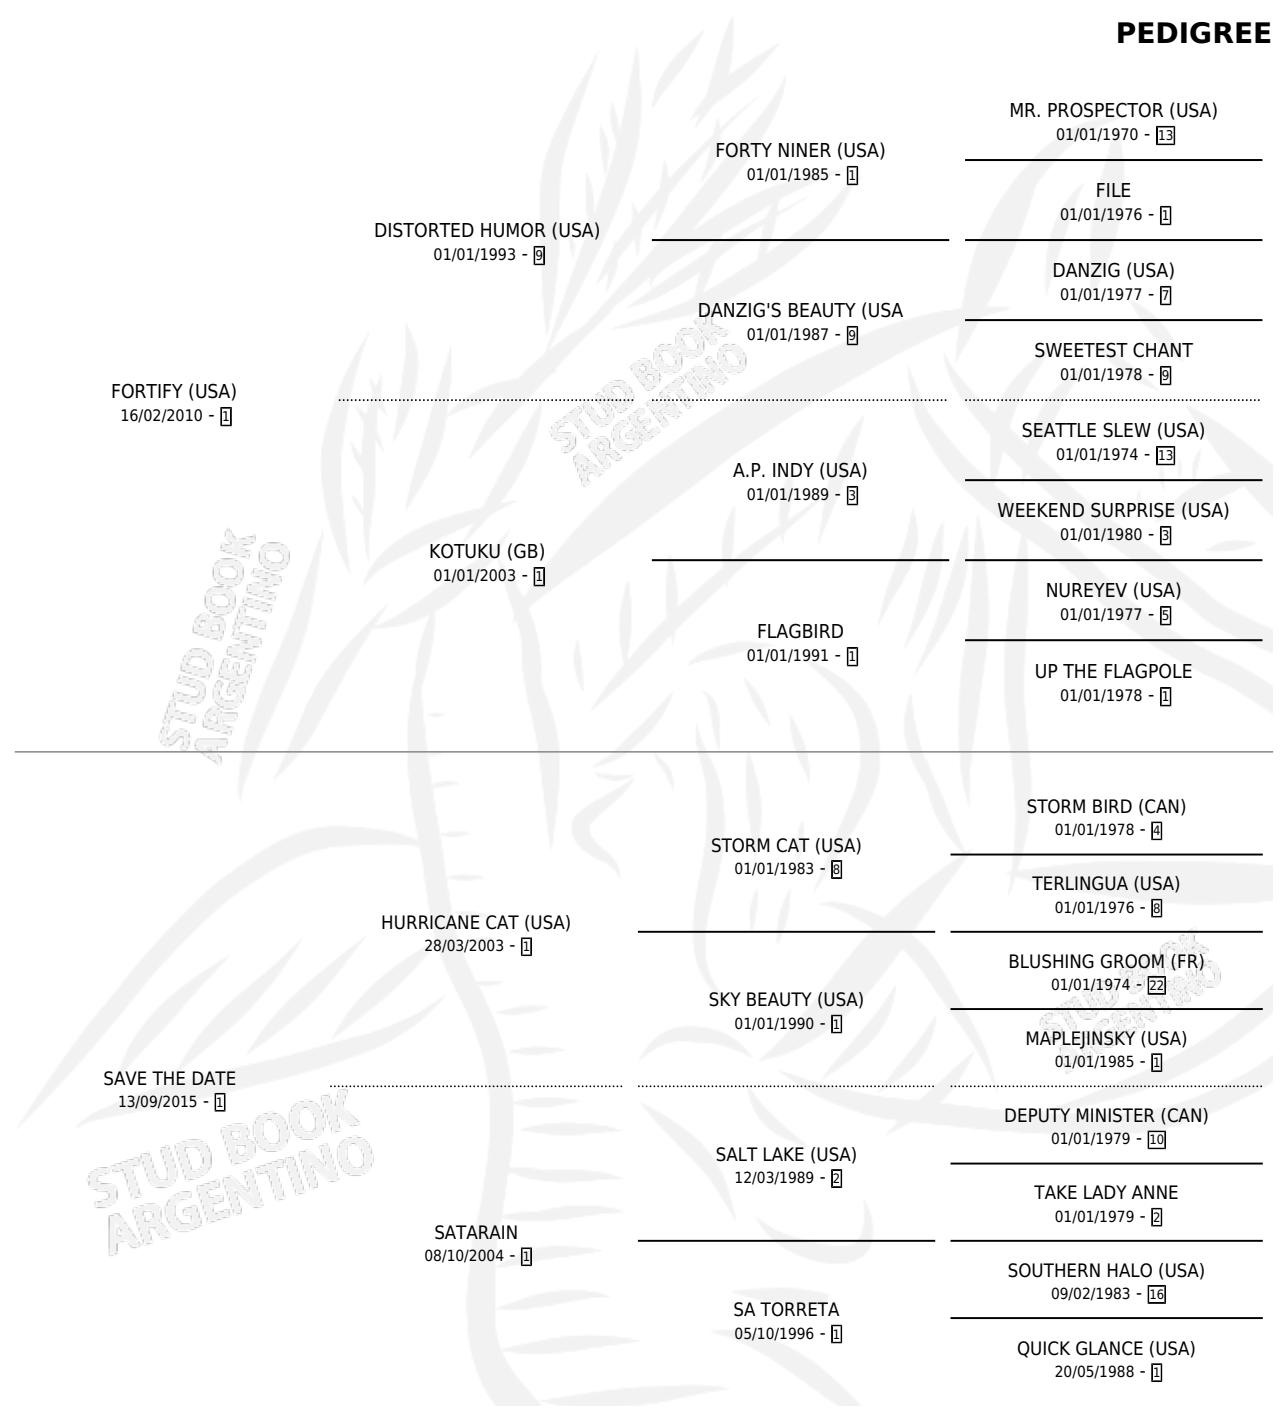 PEDIGREE
MR. PROSPECTOR (USA)
01/01/1970 - 13
FORTY NINER (USA)
01/01/1985 - 1
FILE
01/01/1976 - 1
DISTORTED HUMOR (USA)
01/01/1993 - 9
DANZIG (USA)
01/01/1977 - 7
DANZIG'S BEAUTY (USA
01/01/1987 - 9
SWEETEST CHANT
01/01/1978 - 9
FORTIFY (USA)
16/02/2010 - 1
SEATTLE SLEW (USA)
01/01/1974 - 13
A.P. INDY (USA)
01/01/1989 - 3
WEEKEND SURPRISE (USA)
01/01/1980 - 3
KOTUKU (GB)
01/01/2003 - 1
NUREYEV (USA)
01/01/1977 - 5
FLAGBIRD
01/01/1991 - 1
UP THE FLAGPOLE
01/01/1978 - 1
STORM BIRD (CAN)
01/01/1978 - 4
STORM CAT (USA)
01/01/1983 - 8
TERLINGUA (USA)
01/01/1976 - 8
HURRICANE CAT (USA)
28/03/2003 - 1
BLUSHING GROOM (FR)
01/01/1974 - 22
SKY BEAUTY (USA)
01/01/1990 - 1
MAPLEJINSKY (USA)
01/01/1985 - 1
SAVE THE DATE
13/09/2015 - 1
DEPUTY MINISTER (CAN)
01/01/1979 - 10
SALT LAKE (USA)
12/03/1989 - 2
TAKE LADY ANNE
01/01/1979 - 2
SATARAIN
08/10/2004 - 1
SOUTHERN HALO (USA)
09/02/1983 - 16
SA TORRETA
05/10/1996 - 1
QUICK GLANCE (USA)
20/05/1988 - 1
STUD BOOK
ARGENTINO
STUD BOOK
ARGENTINO
STUD BOOK
ARGENTINO
STUD BOOK
ARGENTINO